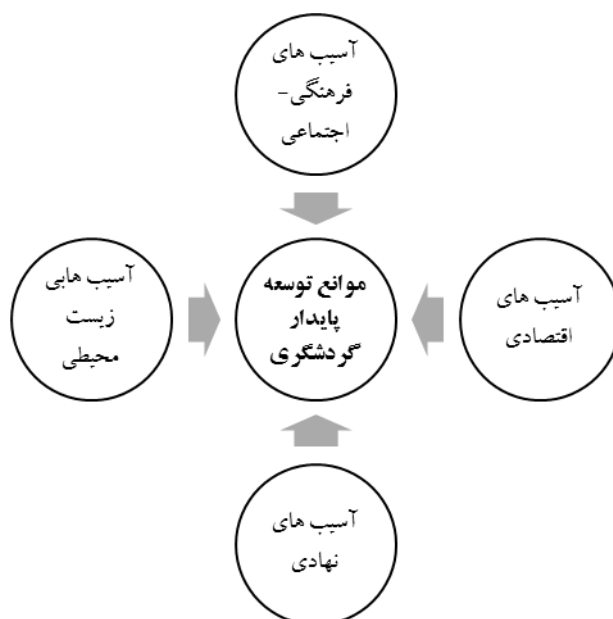 آسیب های
فرهنگی-
اجتماعی
موانع توسعه
پایدار
گردشگری
آسیب های
اقتصادی
آسیب هابی
زیست
محیطی
آسیب های
نهادی